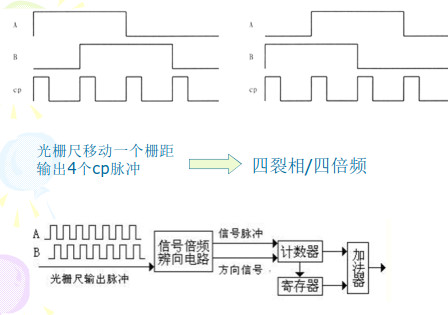 A
B
cp
A
B
cp
光栅尺移动一个栅距
输出4个cp脉冲
四裂相/四倍频
A
B
光栅尺输出脉冲
信号倍频
辨向电路
信号脉冲
方向信号
计数器
寄存器
加法器